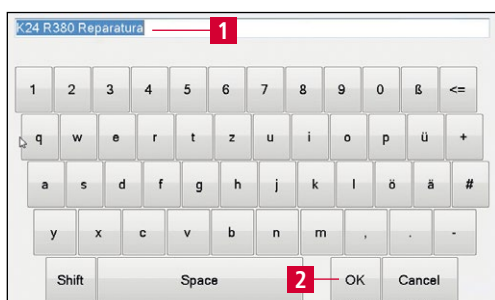 K24 R380 Reparatura 1
1 2 3 4 5 6 7 8 9 0 ß <=
q w e r t z u i o p ü +
a s d f g h j k l ö ä #
y x c v b n m , . -
Shift Space 2 OK Cancel